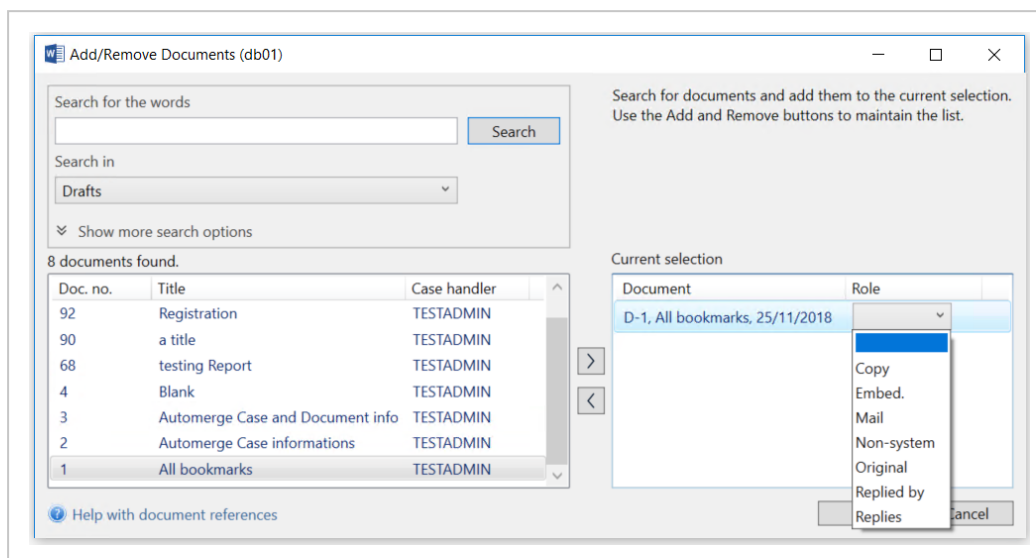 Add/Remove Documents (db01)
Search for the words
Search
Search in
Drafts
Show more search options
Search for documents and add them to the current selection.
Use the Add and Remove buttons to maintain the list.
8 documents found.
Doc. no. Title Case handler
92 Registration TESTADMIN
90 a title TESTADMIN
68 testing Report TESTADMIN
4 Blank TESTADMIN
3 Automerge Case and Document info TESTADMIN
2 Automerge Case informations TESTADMIN
1 All bookmarks TESTADMIN
Current selection
Document Role
D-1, All bookmarks, 25/11/2018
Copy
Embed.
Mail
Non-system
Original
Replied by
Replies
Help with document references
Cancel